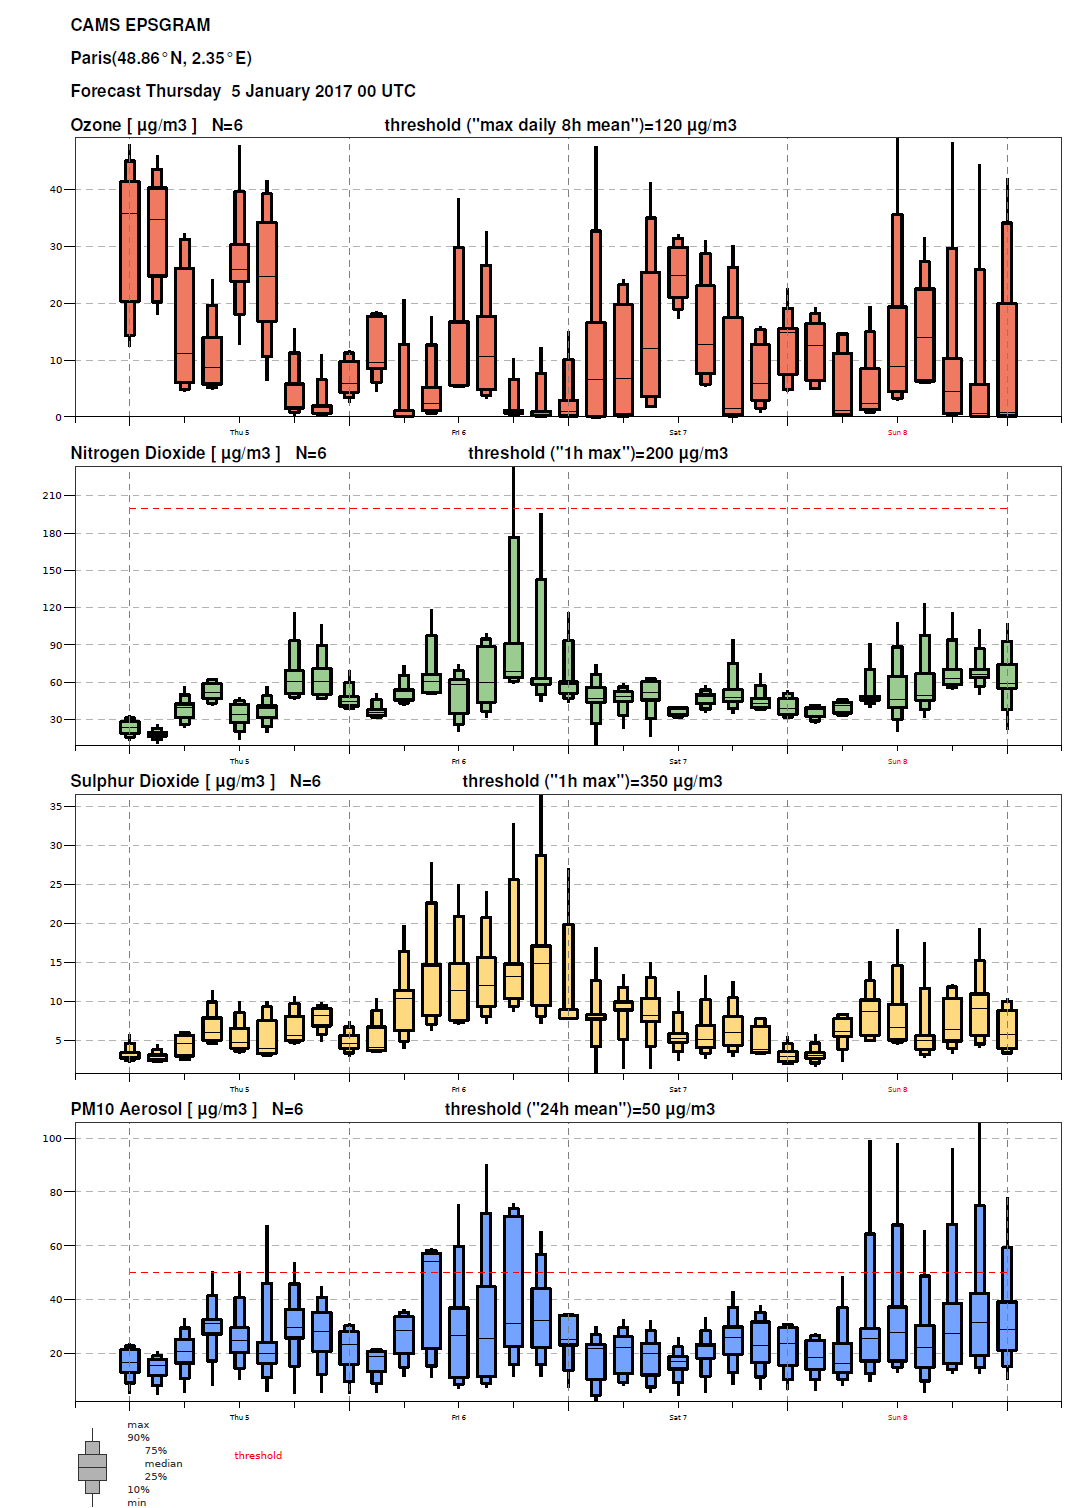 CAMS EPSGRAM
Paris(48.86°N, 2.35°E)
Forecast Thursday 5 January 2017 00 UTC
Ozone [ µg/m3 ] N=6 threshold ("max daily 8h mean")=120 µg/m3
40
30
20
10
0
Thu 5 Fri 6 Sat 7 Sun 8
Nitrogen Dioxide [ µg/m3 ] N=6 threshold ("1h max")=200 µg/m3
210
180
150
120
90
60
30
Thu 5 Fri 6 Sat 7 Sun 8
Sulphur Dioxide [ µg/m3 ] N=6 threshold ("1h max")=350 µg/m3
35
30
25
20
15
10
5
Thu 5 Fri 6 Sat 7 Sun 8
PM10 Aerosol [ µg/m3 ] N=6 threshold ("24h mean")=50 µg/m3
100
80
60
40
20
Thu 5 Fri 6 Sat 7 Sun 8
max
90%
75%
median
25%
10%
min
threshold